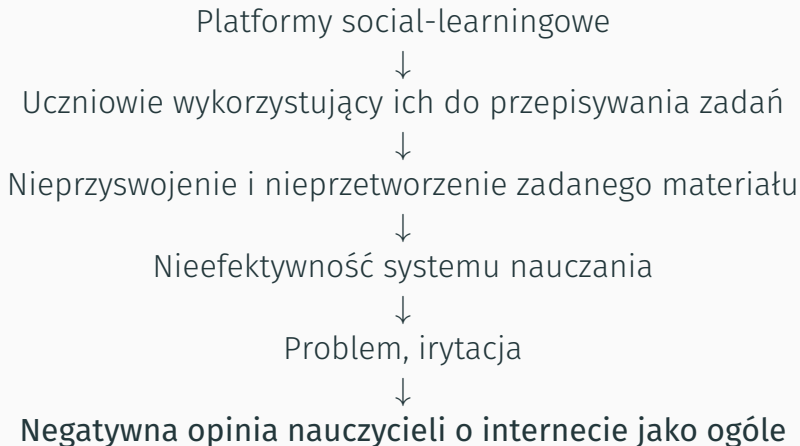 Platformy social-learningowe
↓
Uczniowie wykorzystujący ich do przepisywania zadań
↓
Nieprzyswojenie i nieprzetworzenie zadanego materiału
↓
Nieefektywność systemu nauczania
↓
Problem, irytacja
↓
Negatywna opinia nauczycieli o internecie jako ogóle